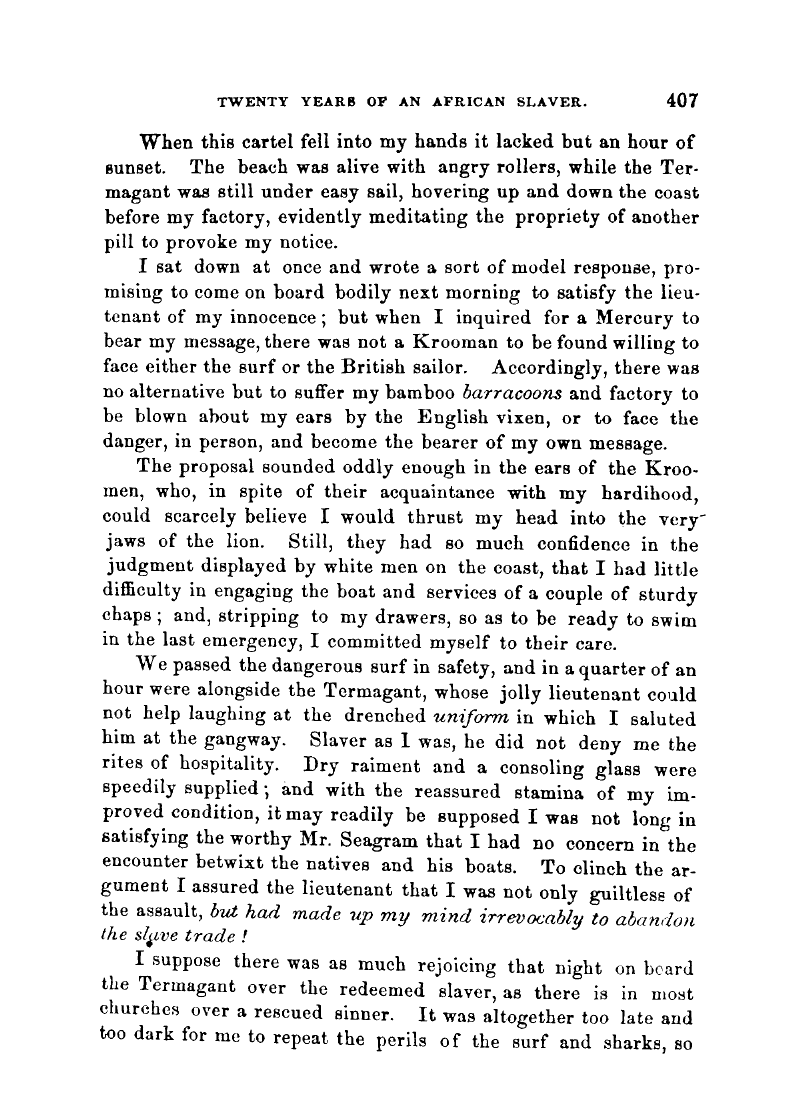 TWENTY YEARS OF AN AFRICAN SLAVER. 407
When this cartel fell into my hands it lacked but an hour of
sunset. The beach was alive with angry rollers, while the Ter-
magant was still under easy sail, hovering up and down the coast
before my factory, evidently meditating the propriety of another
pill to provoke my notice.
I sat down at once and wrote a sort of model response, pro-
mising to come on board bodily next morning to satisfy the lieu-
tenant of my innocence ; but when I inquired for a Mercury to
bear my message, there was not a Krooman to be found willing to
face either the surf or the British sailor. Accordingly, there was
no alternative but to suffer my bamboo barracoons and factory to
be blown about my ears by the English vixen, or to face the
danger, in person, and become the bearer of my own message.
The proposal sounded oddly enough in the ears of the Kroo-
men, who, in spite of their acquaintance with my hardihood,
could scarcely believe I would thrust my head into the very
jaws of the lion. Still, they had so much confidence in the
judgment displayed by white men on the coast, that I had little
difficulty in engaging the boat and services of a couple of sturdy
chaps ; and, stripping to my drawers, so as to be ready to swim
in the last emergency, I committed myself to their care.
We passed the dangerous surf in safety, and in a quarter of an
hour were alongside the Termagant, whose jolly lieutenant could
not help laughing at the drenched uniform in which I saluted
him at the gangway. Slaver as I was, he did not deny me the
rites of hospitality. Dry raiment and a consoling glass were
speedily supplied ; and with the reassured stamina of my im-
proved condition, it may readily be supposed I was not long in
satisfying the worthy Mr. Seagram that I had no concern in the
encounter betwixt the natives and his boats. To clinch the ar-
gument I assured the lieutenant that I was not only guiltless of
the assault, but had made up my mind irrevocably to abandon
the slave trade !
I suppose there was as much rejoicing that night on board
the Termagant over the redeemed slaver, as there is in most
churches over a rescued sinner. It was altogether too late and
too dark for me to repeat the perils of the surf and sharks, so